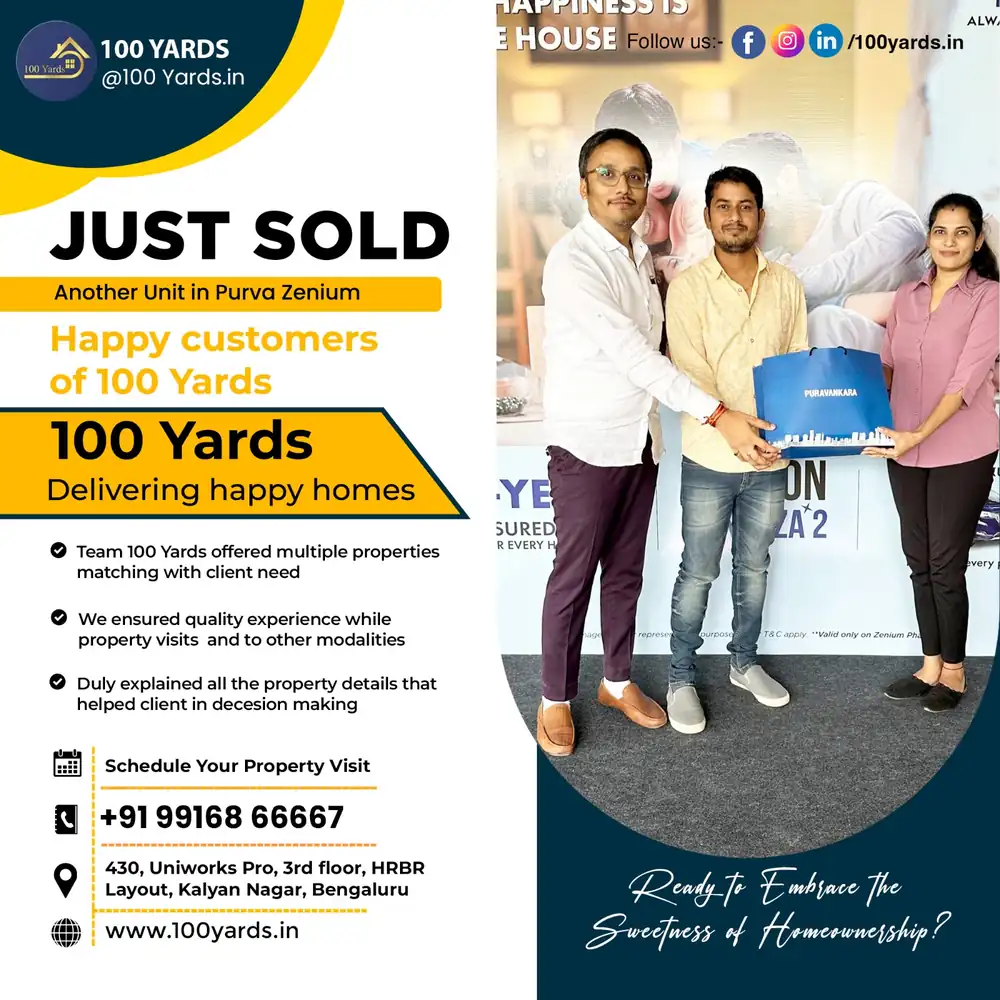 100 Yards
100 YARDS
@100 Yards.in
HAPPINESS IS
E HOUSE
ALWA
Follow us:-
/100yards.in
JUST SOLD
Another Unit in Purva Zenium
Happy customers
of 100 Yards
100 Yards
Delivering happy homes
Team 100 Yards offered multiple properties
matching with client need
We ensured quality experience while
property visits and to other modalities
Duly explained all the property details that
helped client in decesion making
Schedule Your Property Visit
+91 99168 66667
430, Uniworks Pro, 3rd floor, HRBR
Layout, Kalyan Nagar, Bengaluru
www.100yards.in
PURAVANKARA
-YE
SURED
R EVERY H
ON
ZA 2
every
represen
purpose
T&C apply. **Valid only on Zenium Pha
Ready to Embrace the
Sweetness of Homeownership?